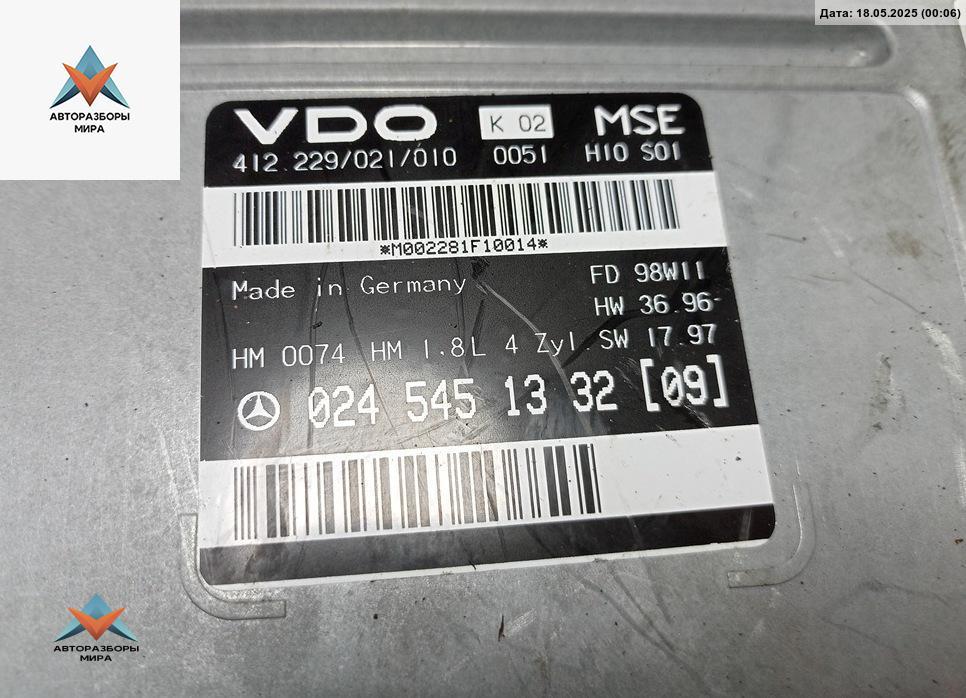 Дата: 18.05.2025 (00:06)
АВТОРАЗБОРЫ
МИРА
VDO K 02 MSE
412.229/021/010 0051 H10 S01
*M002281F10014*
Made in Germany FD 98W11
HW 36.96
HM 0074 HM 1.8L 4 Zyl. SW 17.97
024 545 13 32 [09]
АВТОРАЗБОРЫ
МИРА